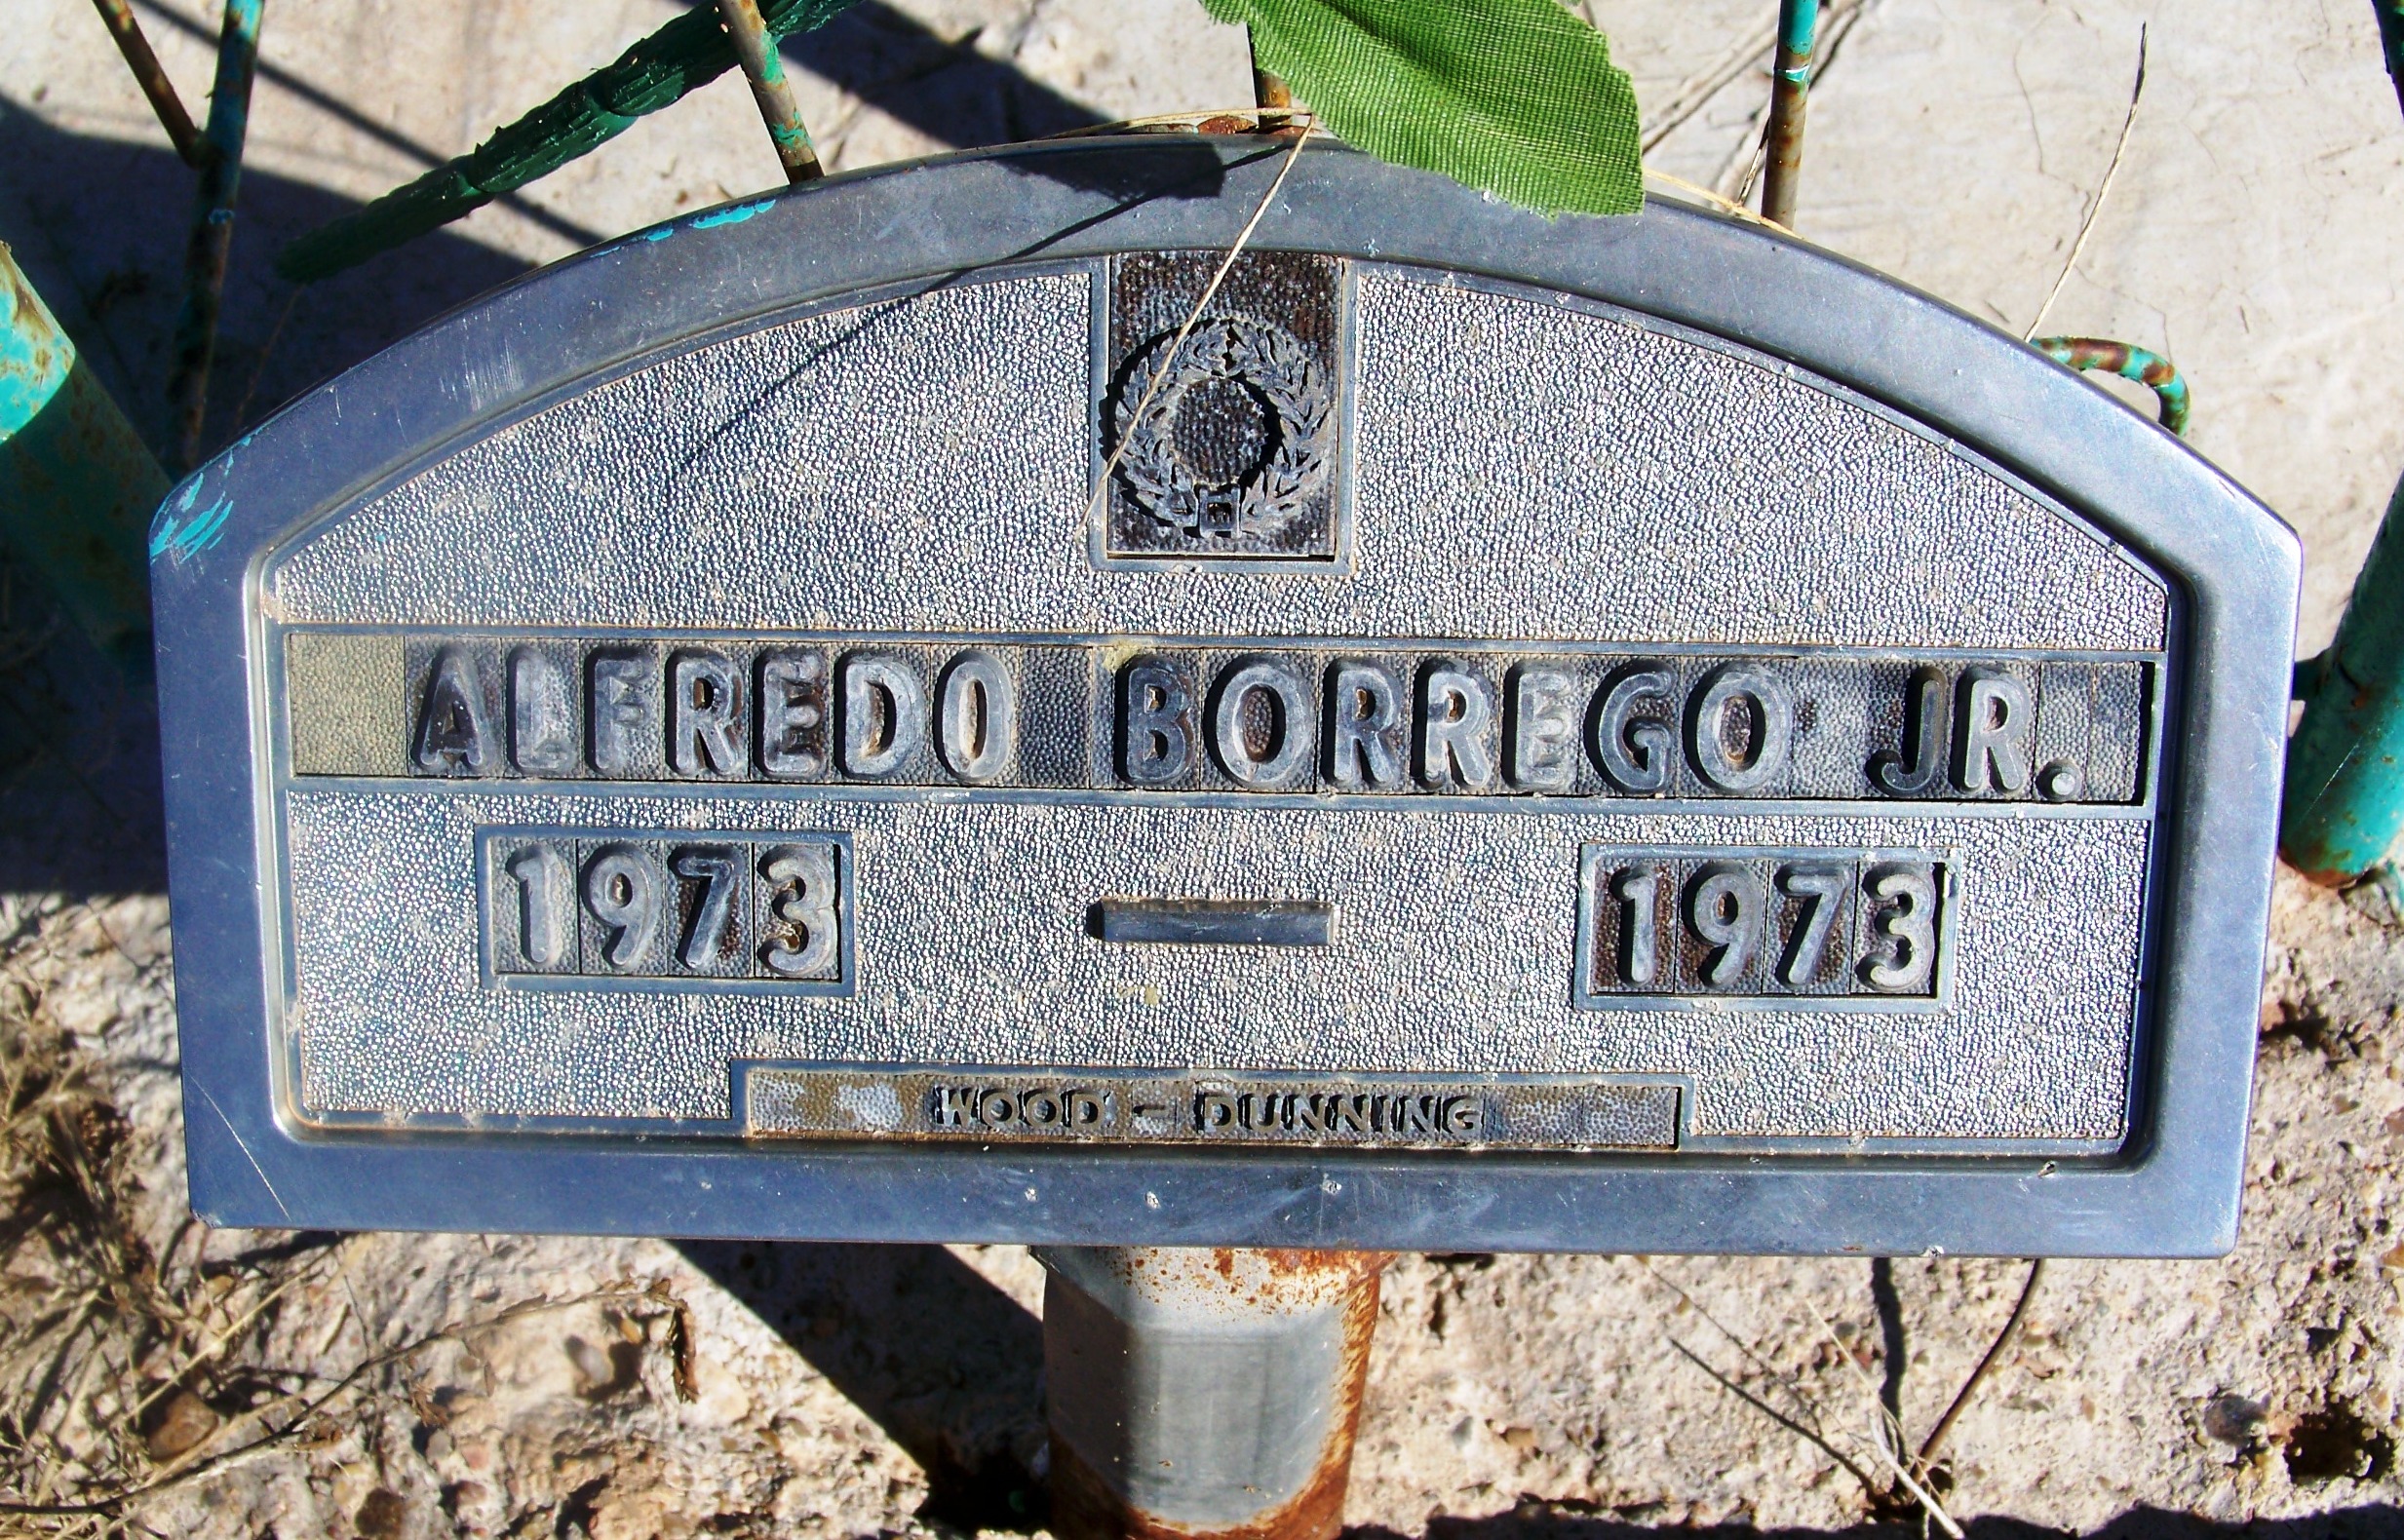 ALFREDO BORREGO JR.
1973 — 1973
WOOD - DUNNING